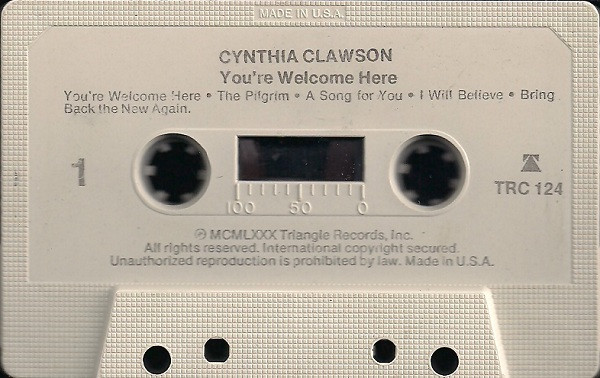 MADE IN U.S.A.
CYNTHIA CLAWSON
You're Welcome Here
You're Welcome Here • The Pilgrim • A Song for You • I Will Believe • Bring
Back the New Again.
1
TRC 124
100 50 0
℗ MCMLXXX Triangle Records, Inc.
All rights reserved. International copyright secured.
Unauthorized reproduction is prohibited by law. Made in U.S.A.